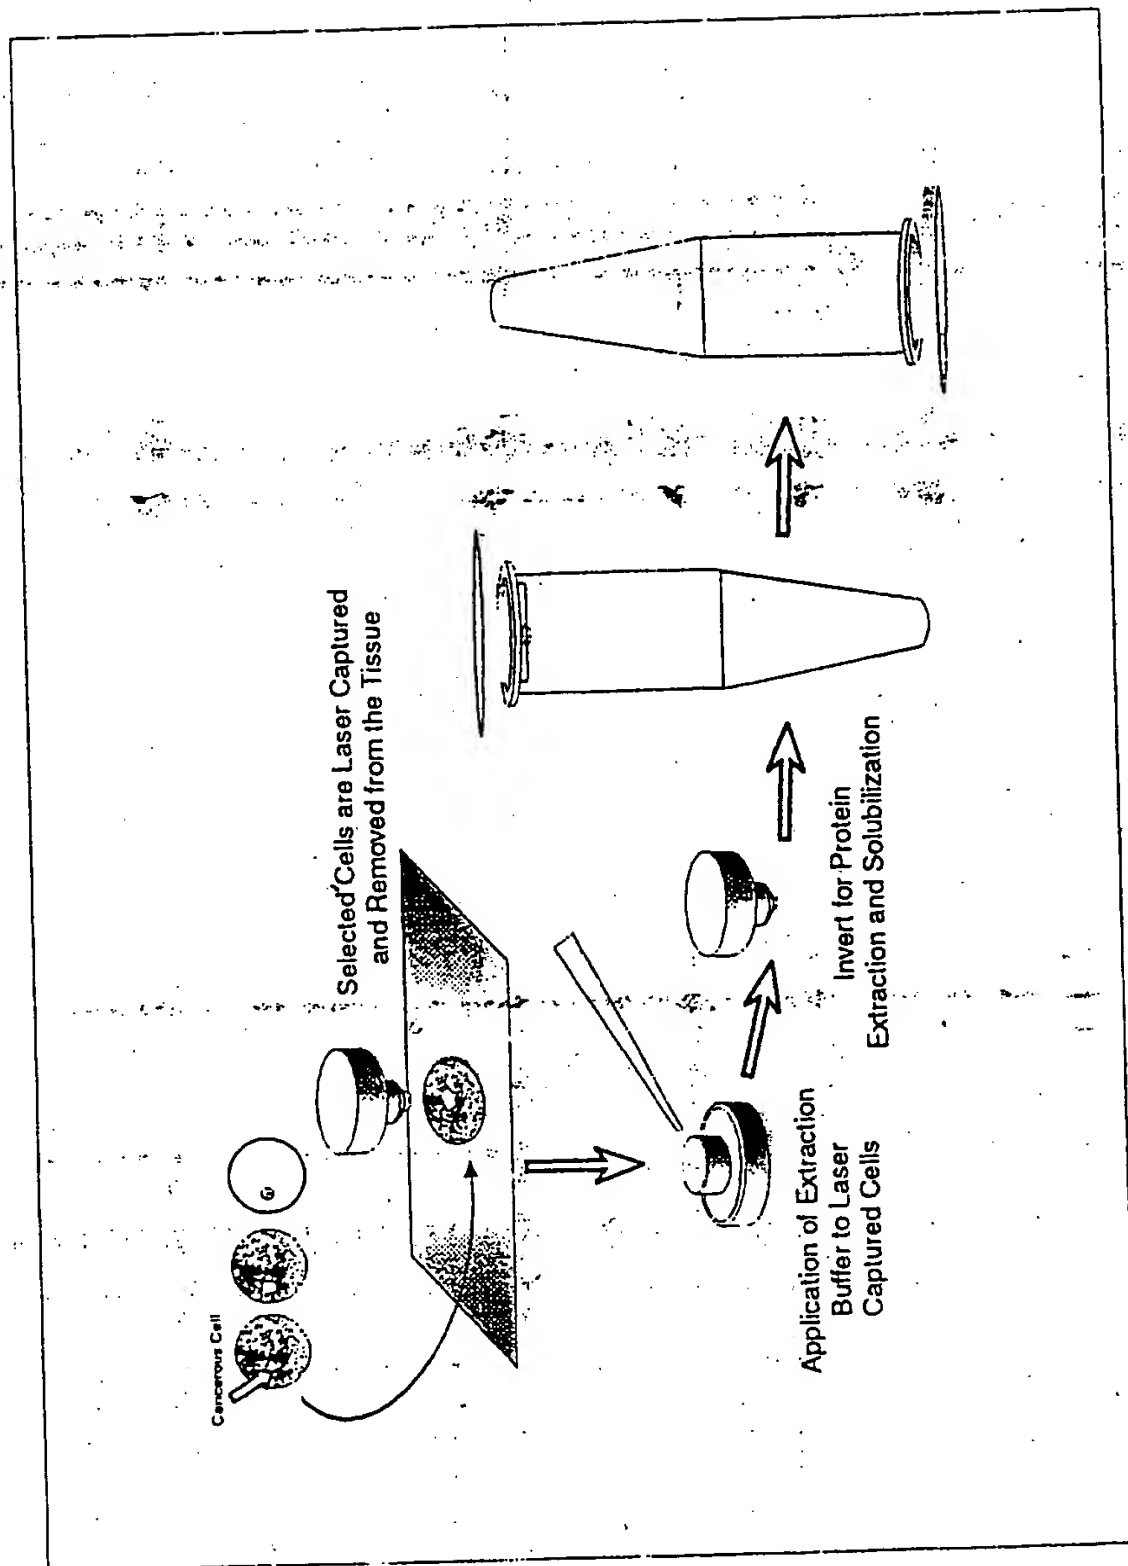 Cancerous Cell
Selected Cells are Laser Captured
and Removed from the Tissue
Application of Extraction
Buffer to Laser
Captured Cells
Invert for Protein
Extraction and Solubilization